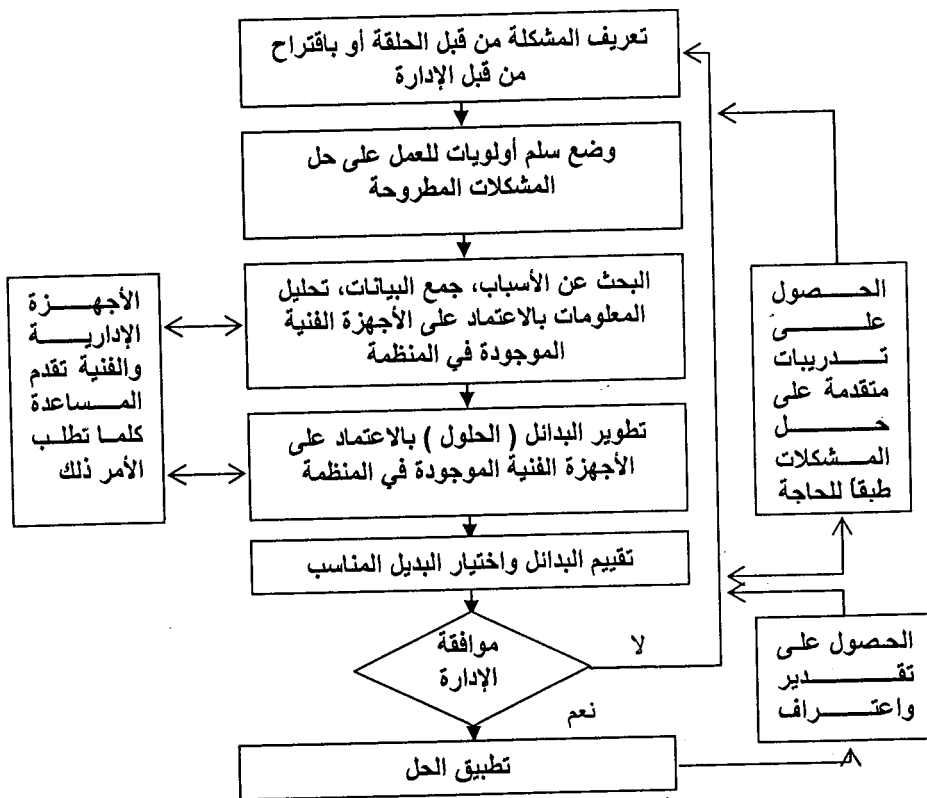 تعريف المشكلة من قبل الحلقة أو باقتراح
من قبل الإدارة
وضع سلم أولويات للعمل على حل
المشكلات المطروحة
البحث عن الأسباب، جمع البيانات، تحليل
المعلومات بالاعتماد على الأجهزة الفنية
الموجودة في المنظمة
الأجهزة
الإدارية
والفنية تقدم
المساعدة
كلما تطلب
الأمر ذلك
الحصول
على
تدريبات
متقدمة على
حل
المشكلات
طبقاً للحاجة
تطوير البدائل ( الحلول ) بالاعتماد على
الأجهزة الفنية الموجودة في المنظمة
تقييم البدائل واختيار البديل المناسب
موافقة
الإدارة
لا
نعم
الحصول على
تقدير
واعتراف
تطبيق الحل